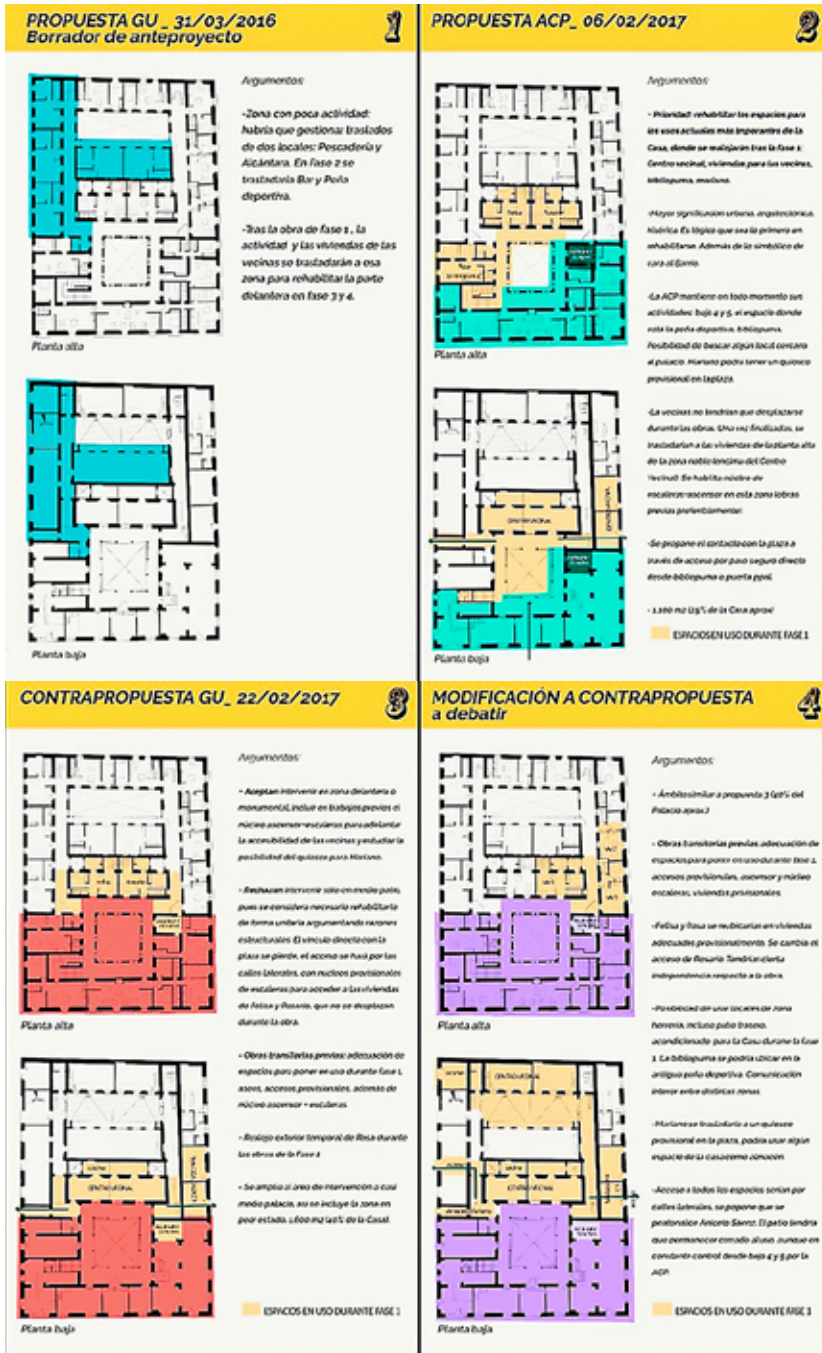 PROPUESTA GU_ 31/03/2016
Borrador de anteproyecto
1
Argumentos:
-Zona con poca actividad:
habría que gestionar traslados
de dos locales: Pescadería y
Alcántara. En Fase 2 se
trasladaría Bar y Peña
deportiva.
-Tras la obra de fase 1, la
actividad y las viviendas de las
vecinas se trasladarán a esa
zona para rehabilitar la parte
delantera en fase 3 y 4.
Planta alta
Planta baja
PROPUESTA ACP_ 06/02/2017
2
Argumentos:
- Prioridad: rehabilitar los espacios para
los usos actuales más imporantes de la
Casa, donde se realojarán tras la fase 1:
Centro vecinal, viviendas para las vecinas,
bibliopuma, mariano.
-Mayor significación urbana, arquitectónica,
histórica. Es lógico que sea la primera en
rehabilitarse. Además de lo simbólico de
cara al Barrio.
-La ACP mantiene en todo momento sus
actividades: bajo 4 y 5, el espacio donde
está la peña deportiva, bibliopuma.
Posibilidad de buscar algún local cercano
al palacio. Mariano podra tener un quiosco
provisional en la plaza.
-La vecinas no tendrían que desplazarse
durante las obras. Una vez finalizadas, se
trasladarían a las viviendas de la planta alta
de la zona noble (encima del Centro
Vecinal). Se habilita núcleo de
escaleras+ascensor en esta zona (obras
previas preferiblemente)
-Se propone el contacto con la plaza a
través de acceso por paso seguro directo
desde bibliopuma o puerta ppal.
- 1.100 m2 (25% de la Casa aprox)
ESPACIOS EN USO DURANTE FASE 1
Planta alta
CENTRO VECINAL
Planta baja
CONTRAPROPUESTA GU_ 22/02/2017
3
Argumentos:
- Aceptan intervenir en zona delantera o
monumental, incluir en trabajos previos el
núcleo ascensor+escaleras para adelantar
la accesibilidad de las vecinas y estudiar la
posibilidad del quiosco para Mariano.
- Rechazan intervenir sólo en medio patio,
pues se considera necesario rehabilitarlo
de forma unitaria argumentando razones
estructurales. El vínculo directo con la
plaza se pierde, el acceso se hará por las
calles laterales, con núcleos provisionales
de escaleras para acceder a las viviendas
de Felisa y Rosario, que no se desplazan
durante la obra.
- Obras transitorias previas: adecuación de
espacios para poner en uso durante fase 1,
aseos, accesos provisionales, además de
núcleo ascensor + escaleras.
- Realojo exterior temporal de Rosa durante
las obras de la Fase 1
- Se amplia al área de intervención a casi
medio palacio, así se incluye la zona en
peor estado. 1.600 m2 (40% de la Casa).
ESPACIOS EN USO DURANTE FASE 1
Planta alta
CENTRO VECINAL
Planta baja
MODIFICACIÓN A CONTRAPROPUESTA
a debatir
4
Argumentos:
- Ámbito similar a propuesta 3 (40% del
Palacio aprox.)
- Obras transitorias previas: adecuación de
espacios para poner en uso durante fase 1,
accesos provisionales, ascensor y núcleo
escaleras, viviendas provisionales.
- Felisa y Rosa se reubicarían en viviendas
adecuadas provisionalmente. Se cambia el
acceso de Rosario. Tendrían cierta
independencia respecto a la obra.
-Posibilidad de usar locales de zona
incluso patio trasero,
acondicionado para la Casa durane la fase
1. La bibliopuma se podría ubicar en la
antigua peña deportiva. Comunicación
interior entre distintas zonas.
- Mariano se trasladaría a un quiosco
provisional en la plaza, podría usar algún
espacio de la casa como almacén.
-Acceso a todos los espacios serían por
calles laterales, se popone que se
peatonalice Antonio Sáenz. El patio tendría
que permanecer cerrado al uso, aunque en
constante control desde bajo 4 y 5 por la
ACP.
ESPACIOS EN USO DURANTE FASE 1
Planta alta
CENTRO VECINAL
CENTRO VECINAL
Planta baja